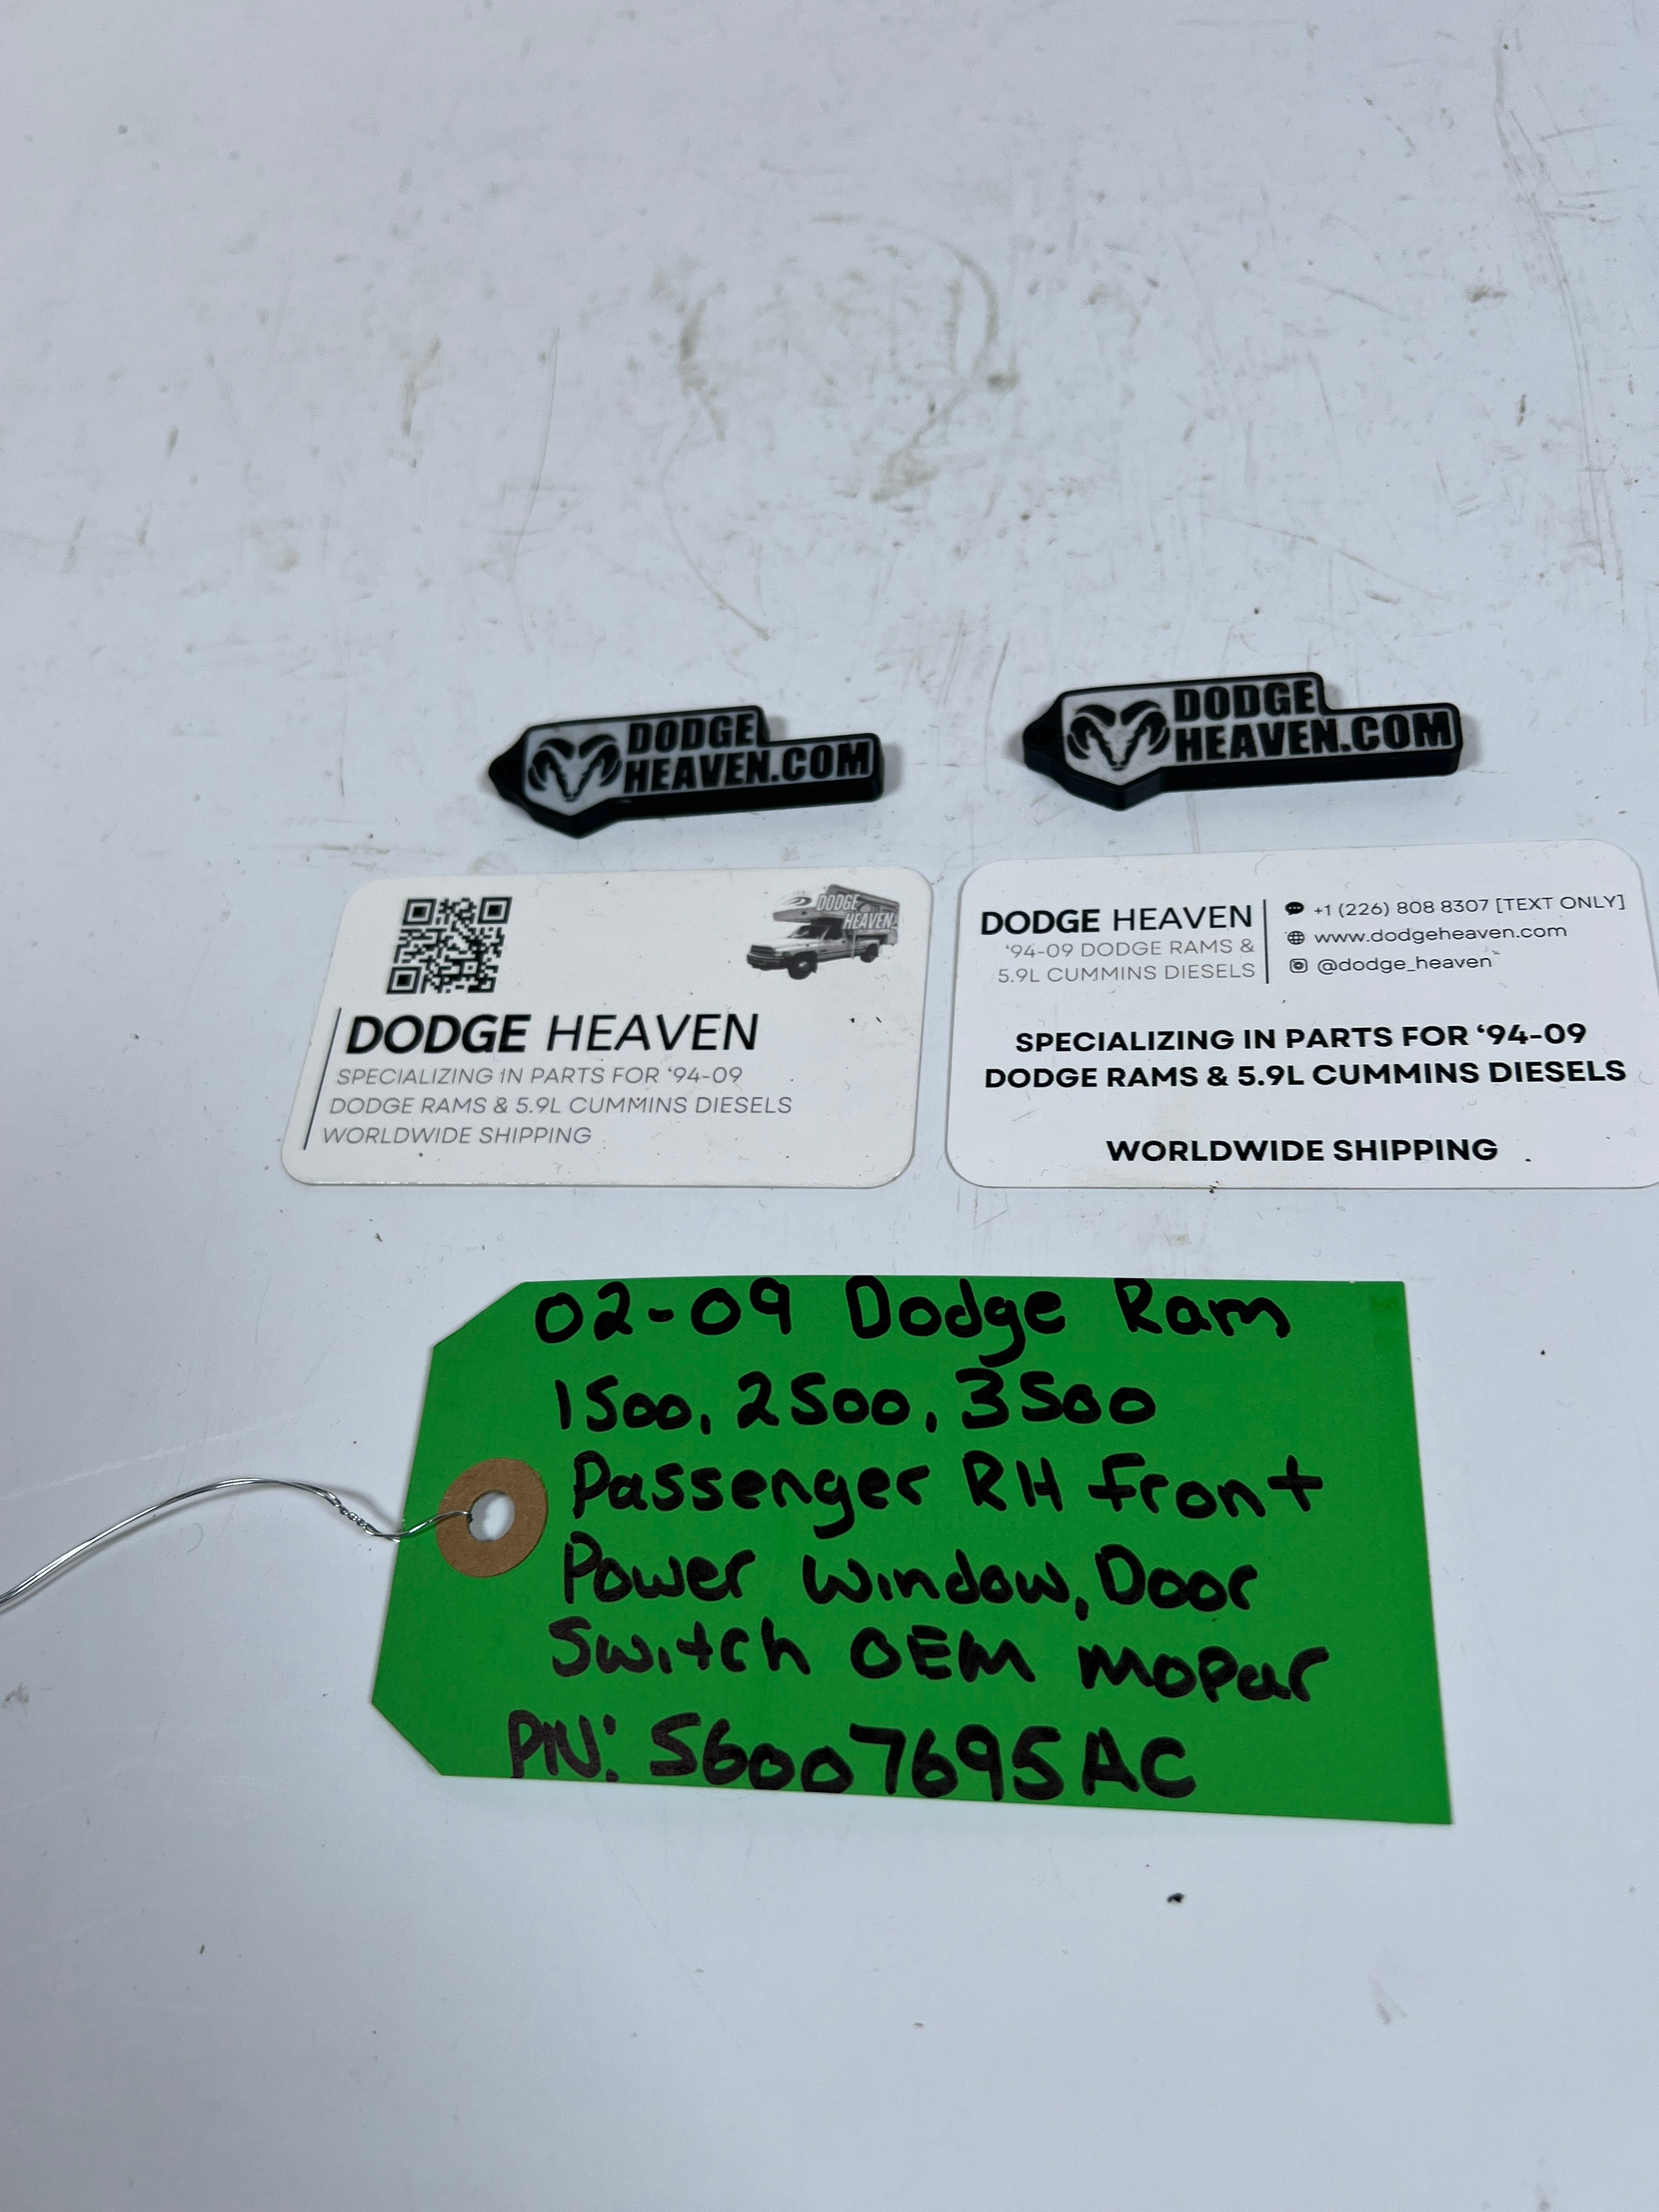 DODGE
HEAVEN.COM
DODGE
HEAVEN.COM
DODGE
HEAVEN
DODGE HEAVEN
SPECIALIZING IN PARTS FOR ‘94-09
DODGE RAMS & 5.9L CUMMINS DIESELS
WORLDWIDE SHIPPING
DODGE HEAVEN
‘94-09 DODGE RAMS &
5.9L CUMMINS DIESELS
+1 (226) 808 8307 [TEXT ONLY]
www.dodgeheaven.com
@dodge_heaven
SPECIALIZING IN PARTS FOR ‘94-09
DODGE RAMS & 5.9L CUMMINS DIESELS
WORLDWIDE SHIPPING
02-09 Dodge Ram
1500, 2500, 3500
Passenger RH front
Power Window, Door
Switch OEM Mopar
PN: 56007695AC